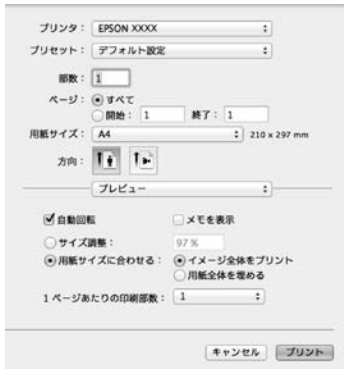 プリンタ： EPSON XXXX
プリセット： デフォルト設定
部数： 1
ページ： すべて
開始： 1 終了： 1
用紙サイズ： A4 210 x 297 mm
方向：
プレビュー
自動回転 メモを表示
サイズ調整： 97 %
用紙サイズに合わせる： イメージ全体をプリント
用紙全体を埋める
1 ページあたりの印刷部数： 1
キャンセル プリント